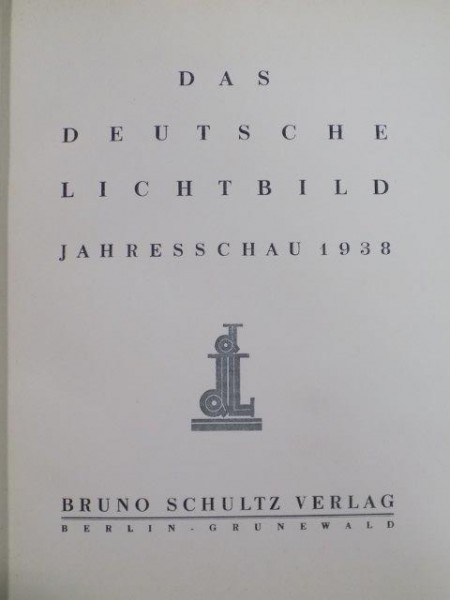 DAS
DEUTSCHE
LICHTBILD
JAHRESSCHAU 1938
BRUNO SCHULTZ VERLAG
BERLIN-GRUNEWALD